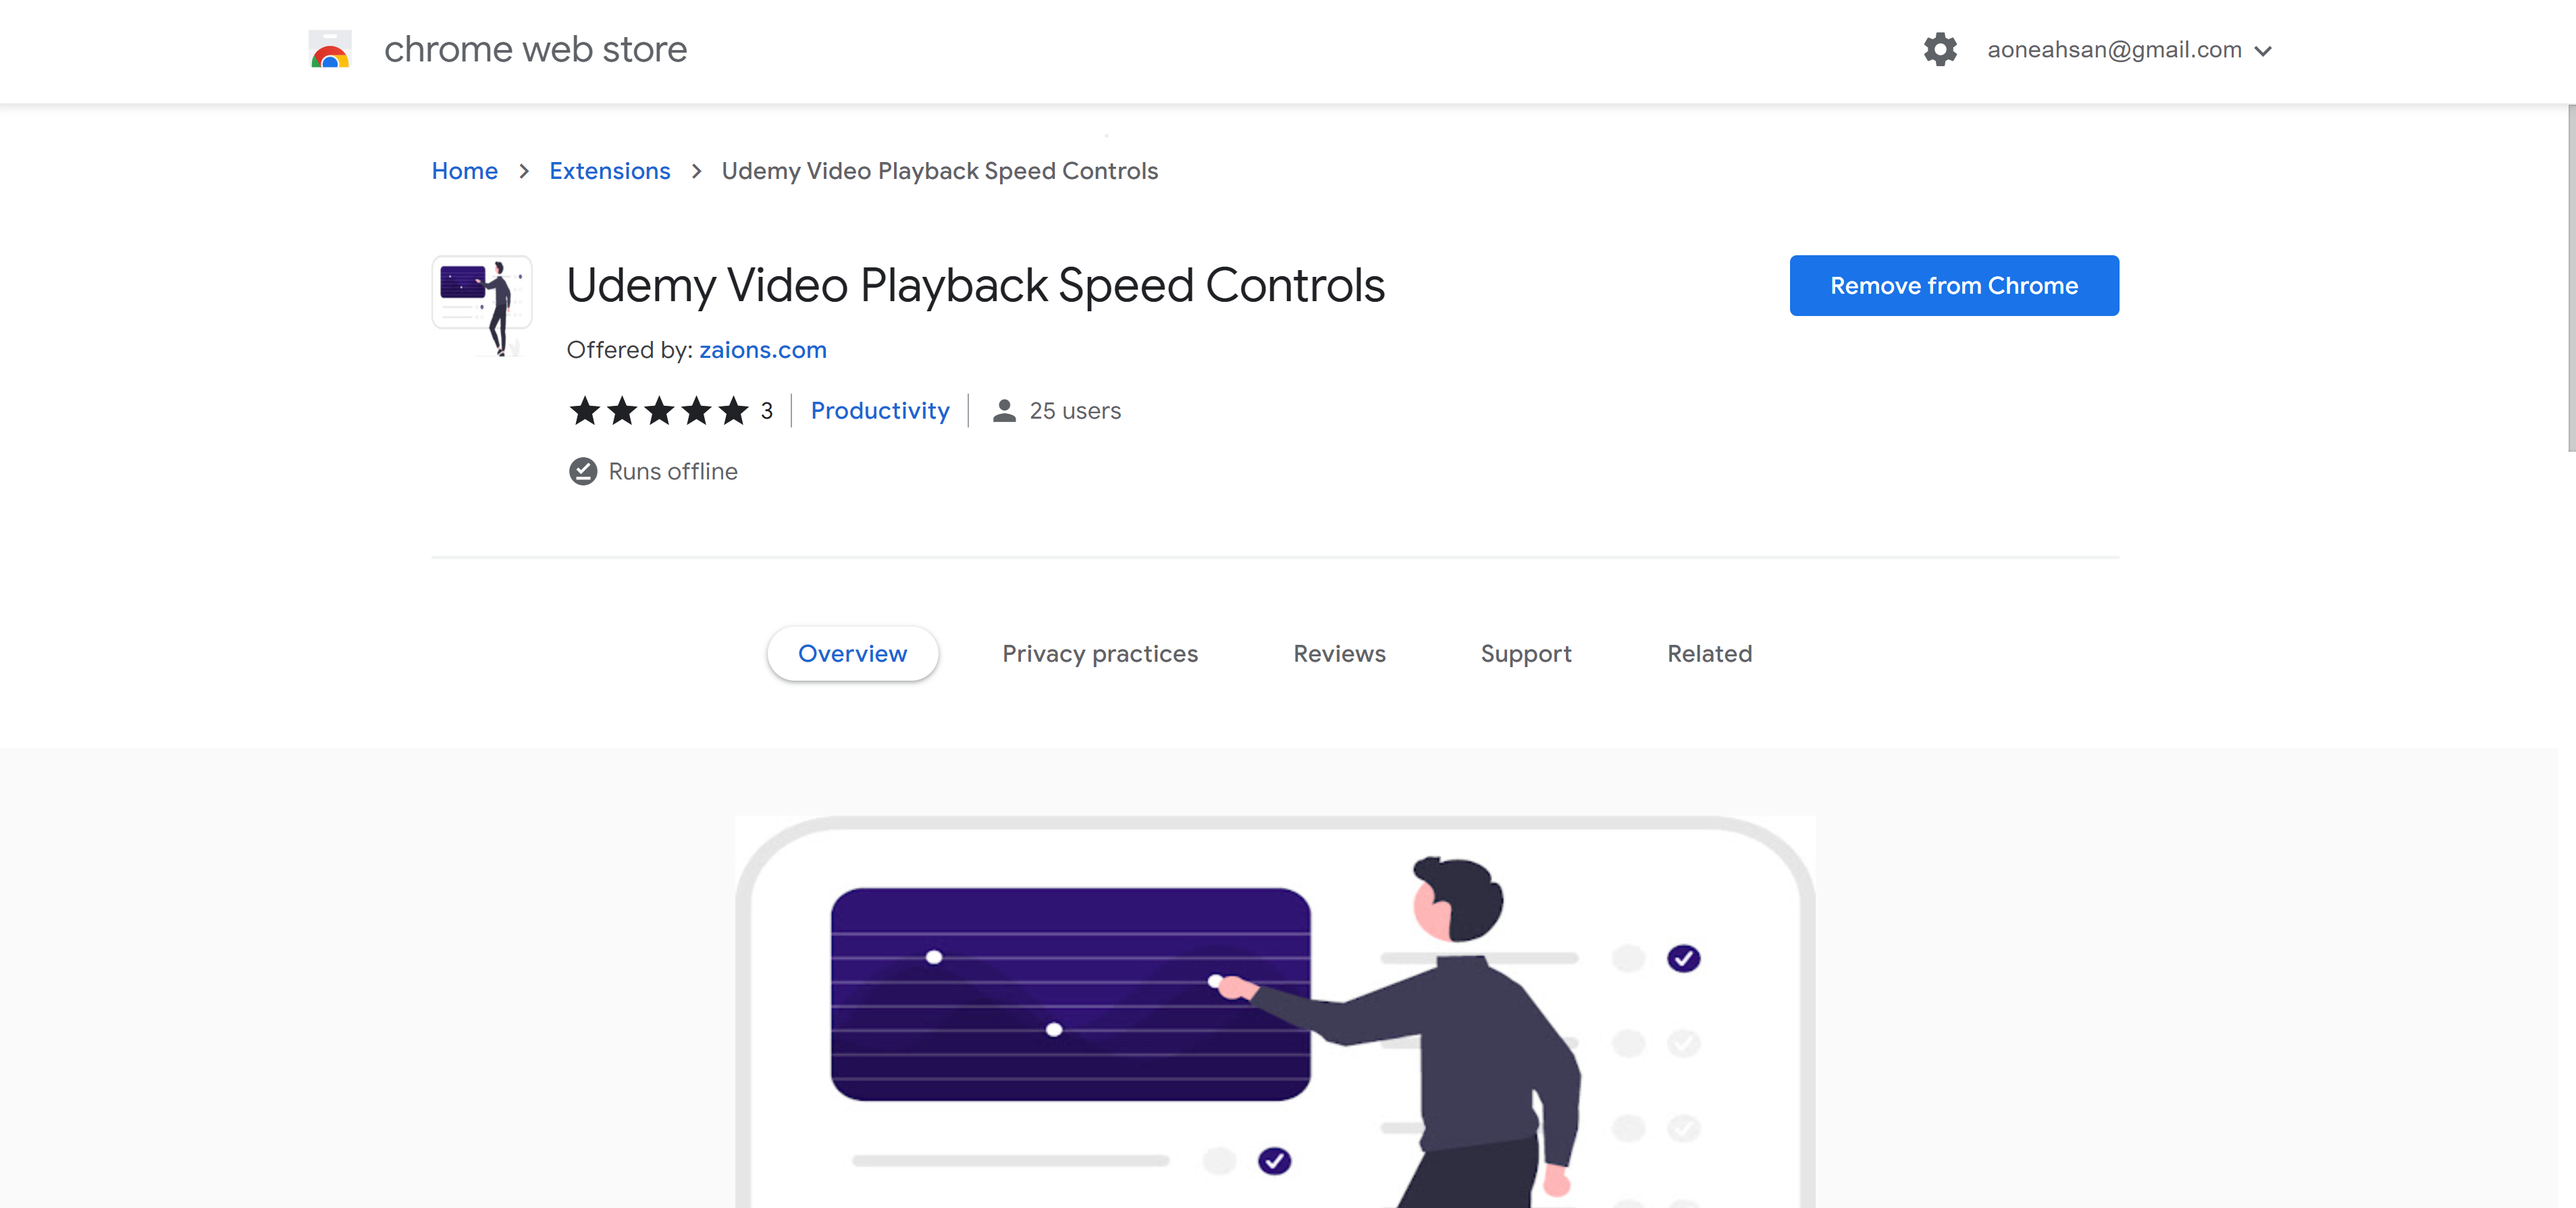 chrome web store
aoneahsan@gmail.com
Home > Extensions > Udemy Video Playback Speed Controls
Udemy Video Playback Speed Controls
Remove from Chrome
Offered by: zaions.com
3 | Productivity | 25 users
Runs offline
Overview Privacy practices Reviews Support Related